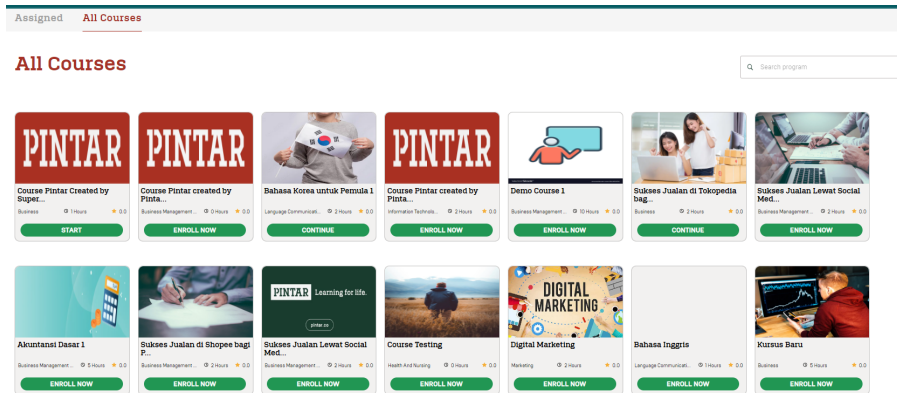 Assigned All Courses
All Courses
Search program
PINTAR PINTAR PINTAR
Course Pintar Created by Super...
Business 1 Hours 0.0
START
Course Pintar created by Pinta...
Business Management ... 0 Hours 0.0
ENROLL NOW
Bahasa Korea untuk Pemula 1
Language Communicati... 2 Hours 0.0
CONTINUE
Course Pintar created by Pinta...
Information Technolo... 2 Hours 0.0
ENROLL NOW
Demo Course 1
Business Management ... 10 Hours 0.0
ENROLL NOW
Sukses Jualan di Tokopedia bag...
Business 2 Hours 0.0
CONTINUE
Sukses Jualan Lewat Social Med...
Business Management ... 2 Hours 0.0
ENROLL NOW
Akuntansi Dasar 1
Business Management ... 5 Hours 0.0
ENROLL NOW
Sukses Jualan di Shopee bagi P...
Business Management ... 2 Hours 0.0
ENROLL NOW
PINTAR Learning for life.
pintar.co
Sukses Jualan Lewat Social Med...
Business Management ... 2 Hours 0.0
ENROLL NOW
Course Testing
Health And Nursing 0 Hours 0.0
ENROLL NOW
DIGITAL
MARKETING
Digital Marketing
Marketing 2 Hours 0.0
ENROLL NOW
Bahasa Inggris
Language Communicati... 1 Hours 0.0
ENROLL NOW
Kursus Baru
Business 5 Hours 0.0
ENROLL NOW